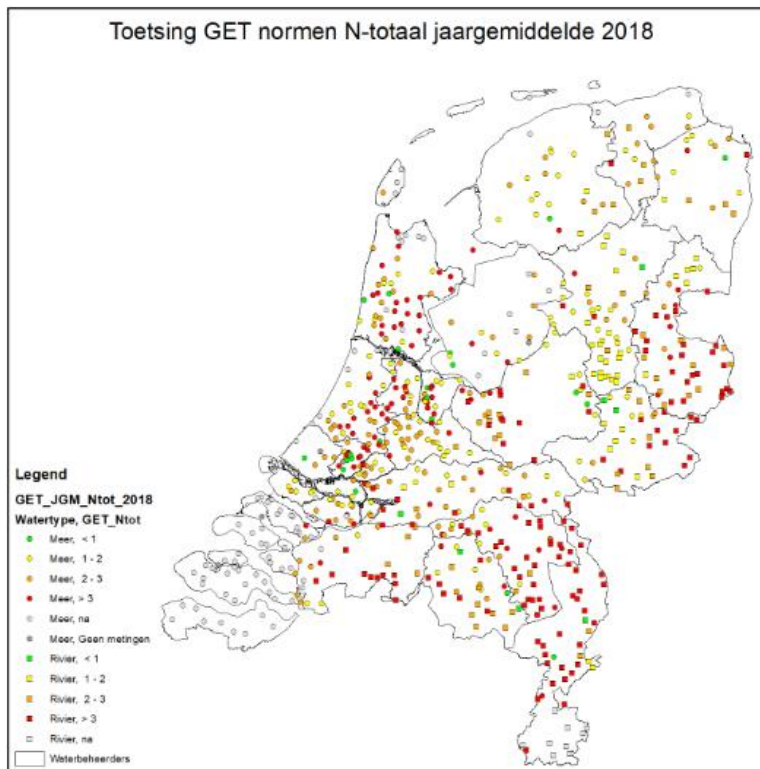 Toetsing GET normen N-totaal jaargemiddelde 2018
Legend
GET_JGM_Ntot_2018
Watertype, GET_Ntot
Meer, < 1
Meer, 1 - 2
Meer, 2 - 3
Meer, > 3
Meer, na
Meer, Geen metingen
Rivier, < 1
Rivier, 1 - 2
Rivier, 2 - 3
Rivier, > 3
Rivier, na
Waterbeheerders